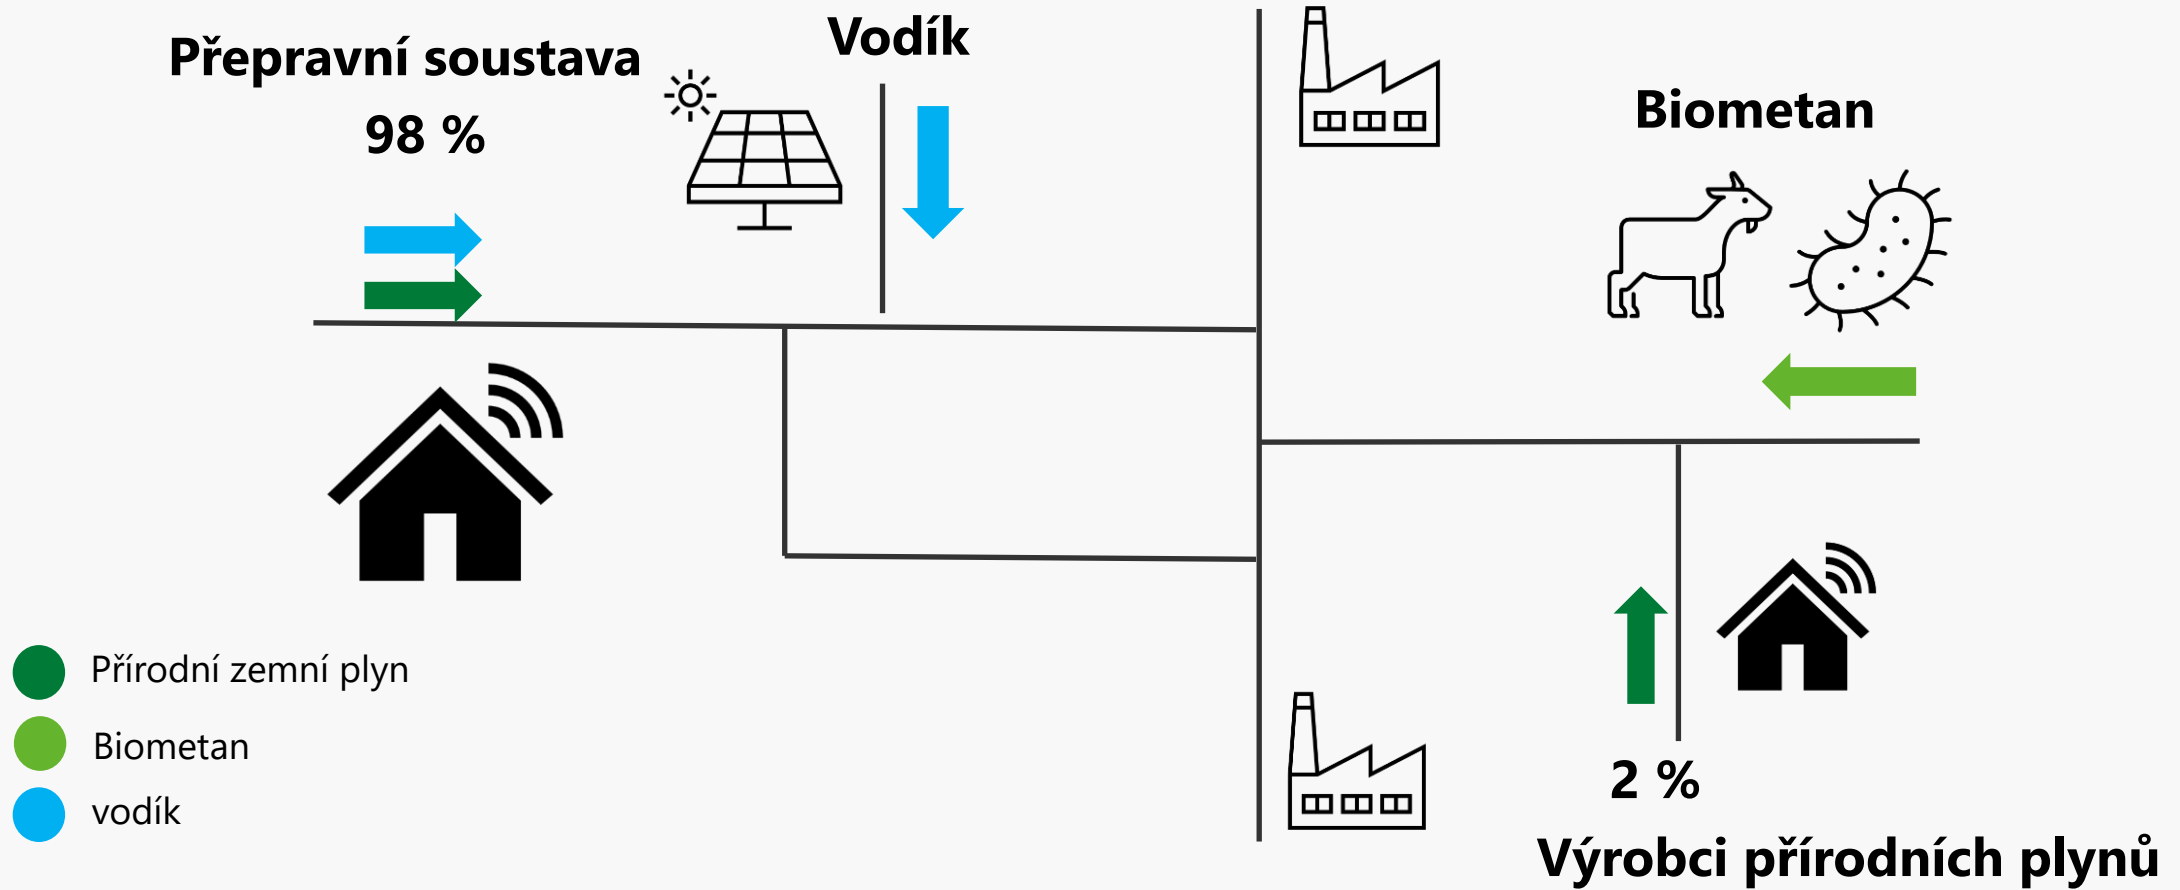 Přepravní soustava
98 %
Vodík
Biometan
Přírodní zemní plyn
Biometan
vodík
2 %
Výrobci přírodních plynů